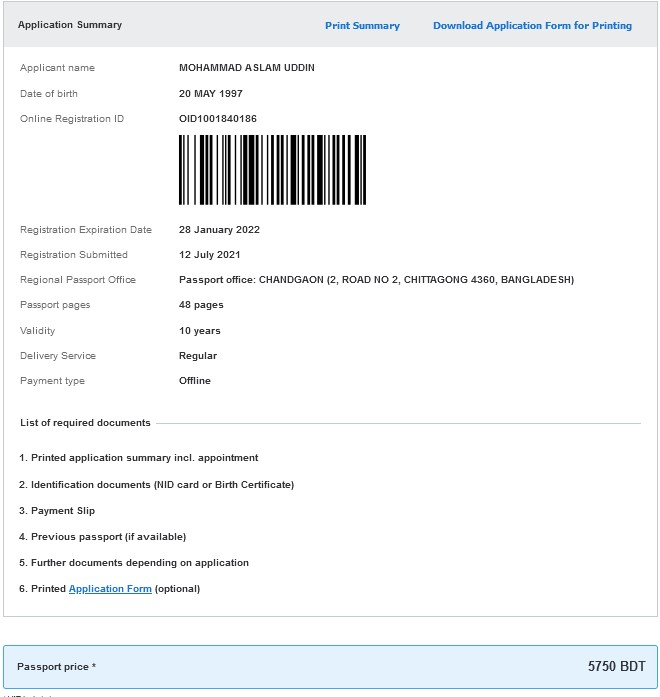 Application Summary Print Summary Download Application Form for Printing
Applicant name MOHAMMAD ASLAM UDDIN
Date of birth 20 MAY 1997
Online Registration ID OID1001840186
Registration Expiration Date 28 January 2022
Registration Submitted 12 July 2021
Regional Passport Office Passport office: CHANDGAON (2, ROAD NO 2, CHITTAGONG 4360, BANGLADESH)
Passport pages 48 pages
Validity 10 years
Delivery Service Regular
Payment type Offline
List of required documents
1. Printed application summary incl. appointment
2. Identification documents (NID card or Birth Certificate)
3. Payment Slip
4. Previous passport (if available)
5. Further documents depending on application
6. Printed Application Form (optional)
Passport price * 5750 BDT